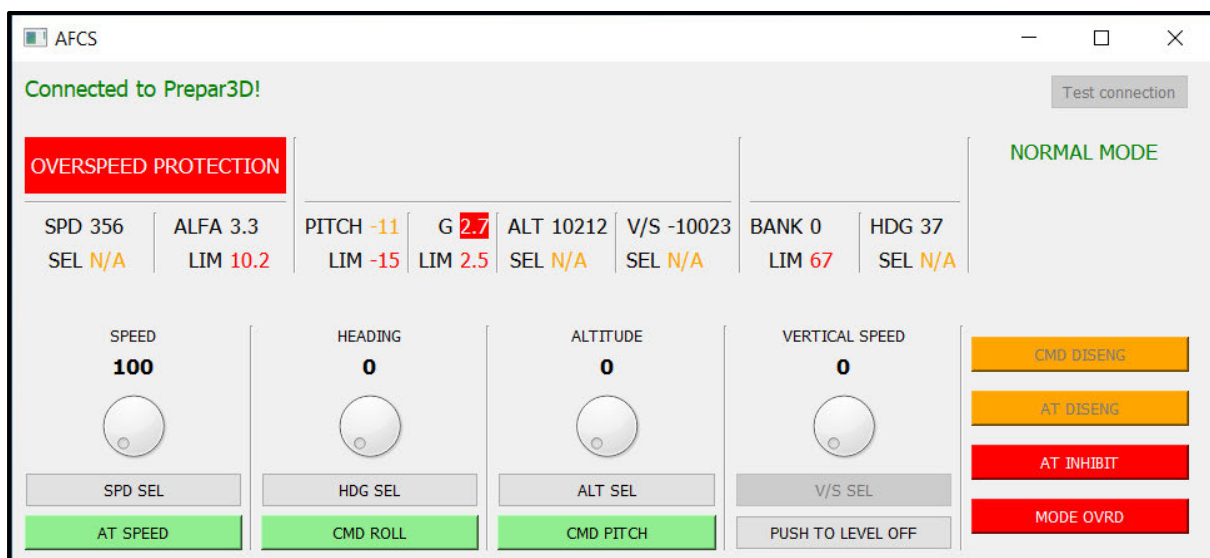 AFCS
Connected to Prepar3D!
Test connection
OVERSPEED PROTECTION
NORMAL MODE
SPD 356 ALFA 3.3 PITCH -11 G 2.7 ALT 10212 V/S -10023 BANK 0 HDG 37
SEL N/A LIM 10.2 LIM -15 LIM 2.5 SEL N/A SEL N/A LIM 67 SEL N/A
SPEED HEADING ALTITUDE VERTICAL SPEED
100 0 0 0
CMD DISENG
AT DISENG
AT INHIBIT
SPD SEL HDG SEL ALT SEL V/S SEL
MODE OVRD
AT SPEED CMD ROLL CMD PITCH PUSH TO LEVEL OFF